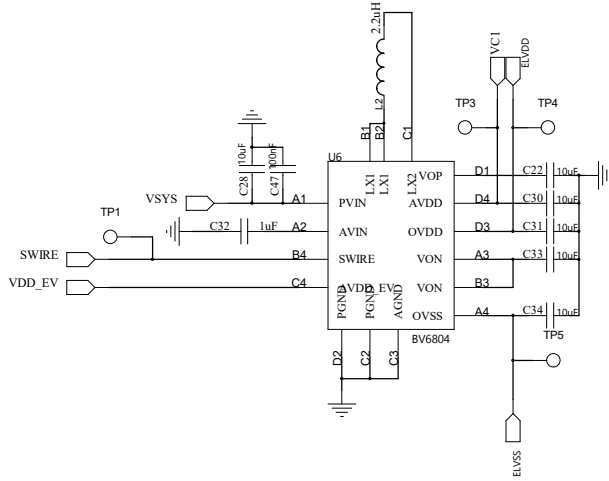 2.2uH
L2
VC1
ELVDD
TP3
TP4
B1
B2
C1
U6
10uF
C28
100nF
C47
LX1
LX1
LX2
VSYS
A1
PVIN
VOP
D1
C22
10uF
AVDD
D4
C30
10uF
TP1
C32
1uF
A2
AVIN
OVDD
D3
C31
10uF
SWIRE
B4
SWIRE
VON
A3
C33
10uF
VDD_EV
C4
AVDD_EV
VON
B3
PGND
PGND
AGND
OVSS
A4
C34
10uF
BV6804
TP5
D2
C2
C3
ELVSS